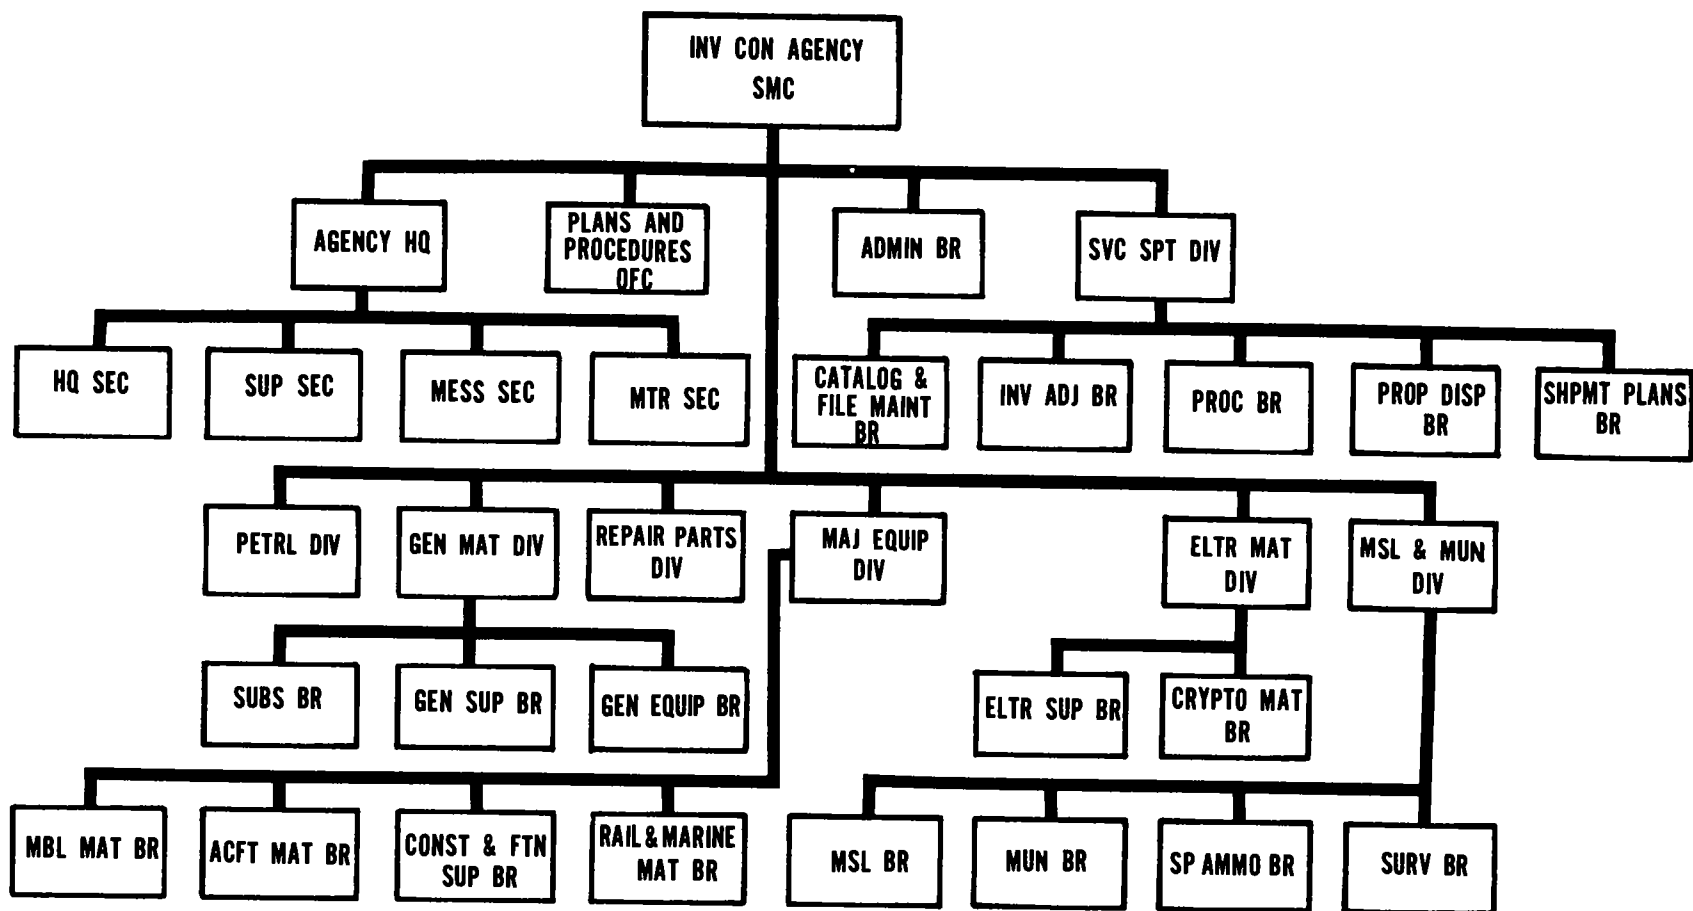 INV CON AGENCY
SMC
AGENCY HQ
PLANS AND
PROCEDURES
OFC
ADMIN BR
SVC SPT DIV
HQ SEC
SUP SEC
MESS SEC
MTR SEC
CATALOG &
FILE MAINT
BR
INV ADJ BR
PROC BR
PROP DISP
BR
SHPMT PLANS
BR
PETRL DIV
GEN MAT DIV
REPAIR PARTS
DIV
MAJ EQUIP
DIV
ELTR MAT
DIV
MSL & MUN
DIV
SUBS BR
GEN SUP BR
GEN EQUIP BR
ELTR SUP BR
CRYPTO MAT
BR
MBL MAT BR
ACFT MAT BR
CONST & FTN
SUP BR
RAIL & MARINE
MAT BR
MSL BR
MUN BR
SP AMMO BR
SURV BR